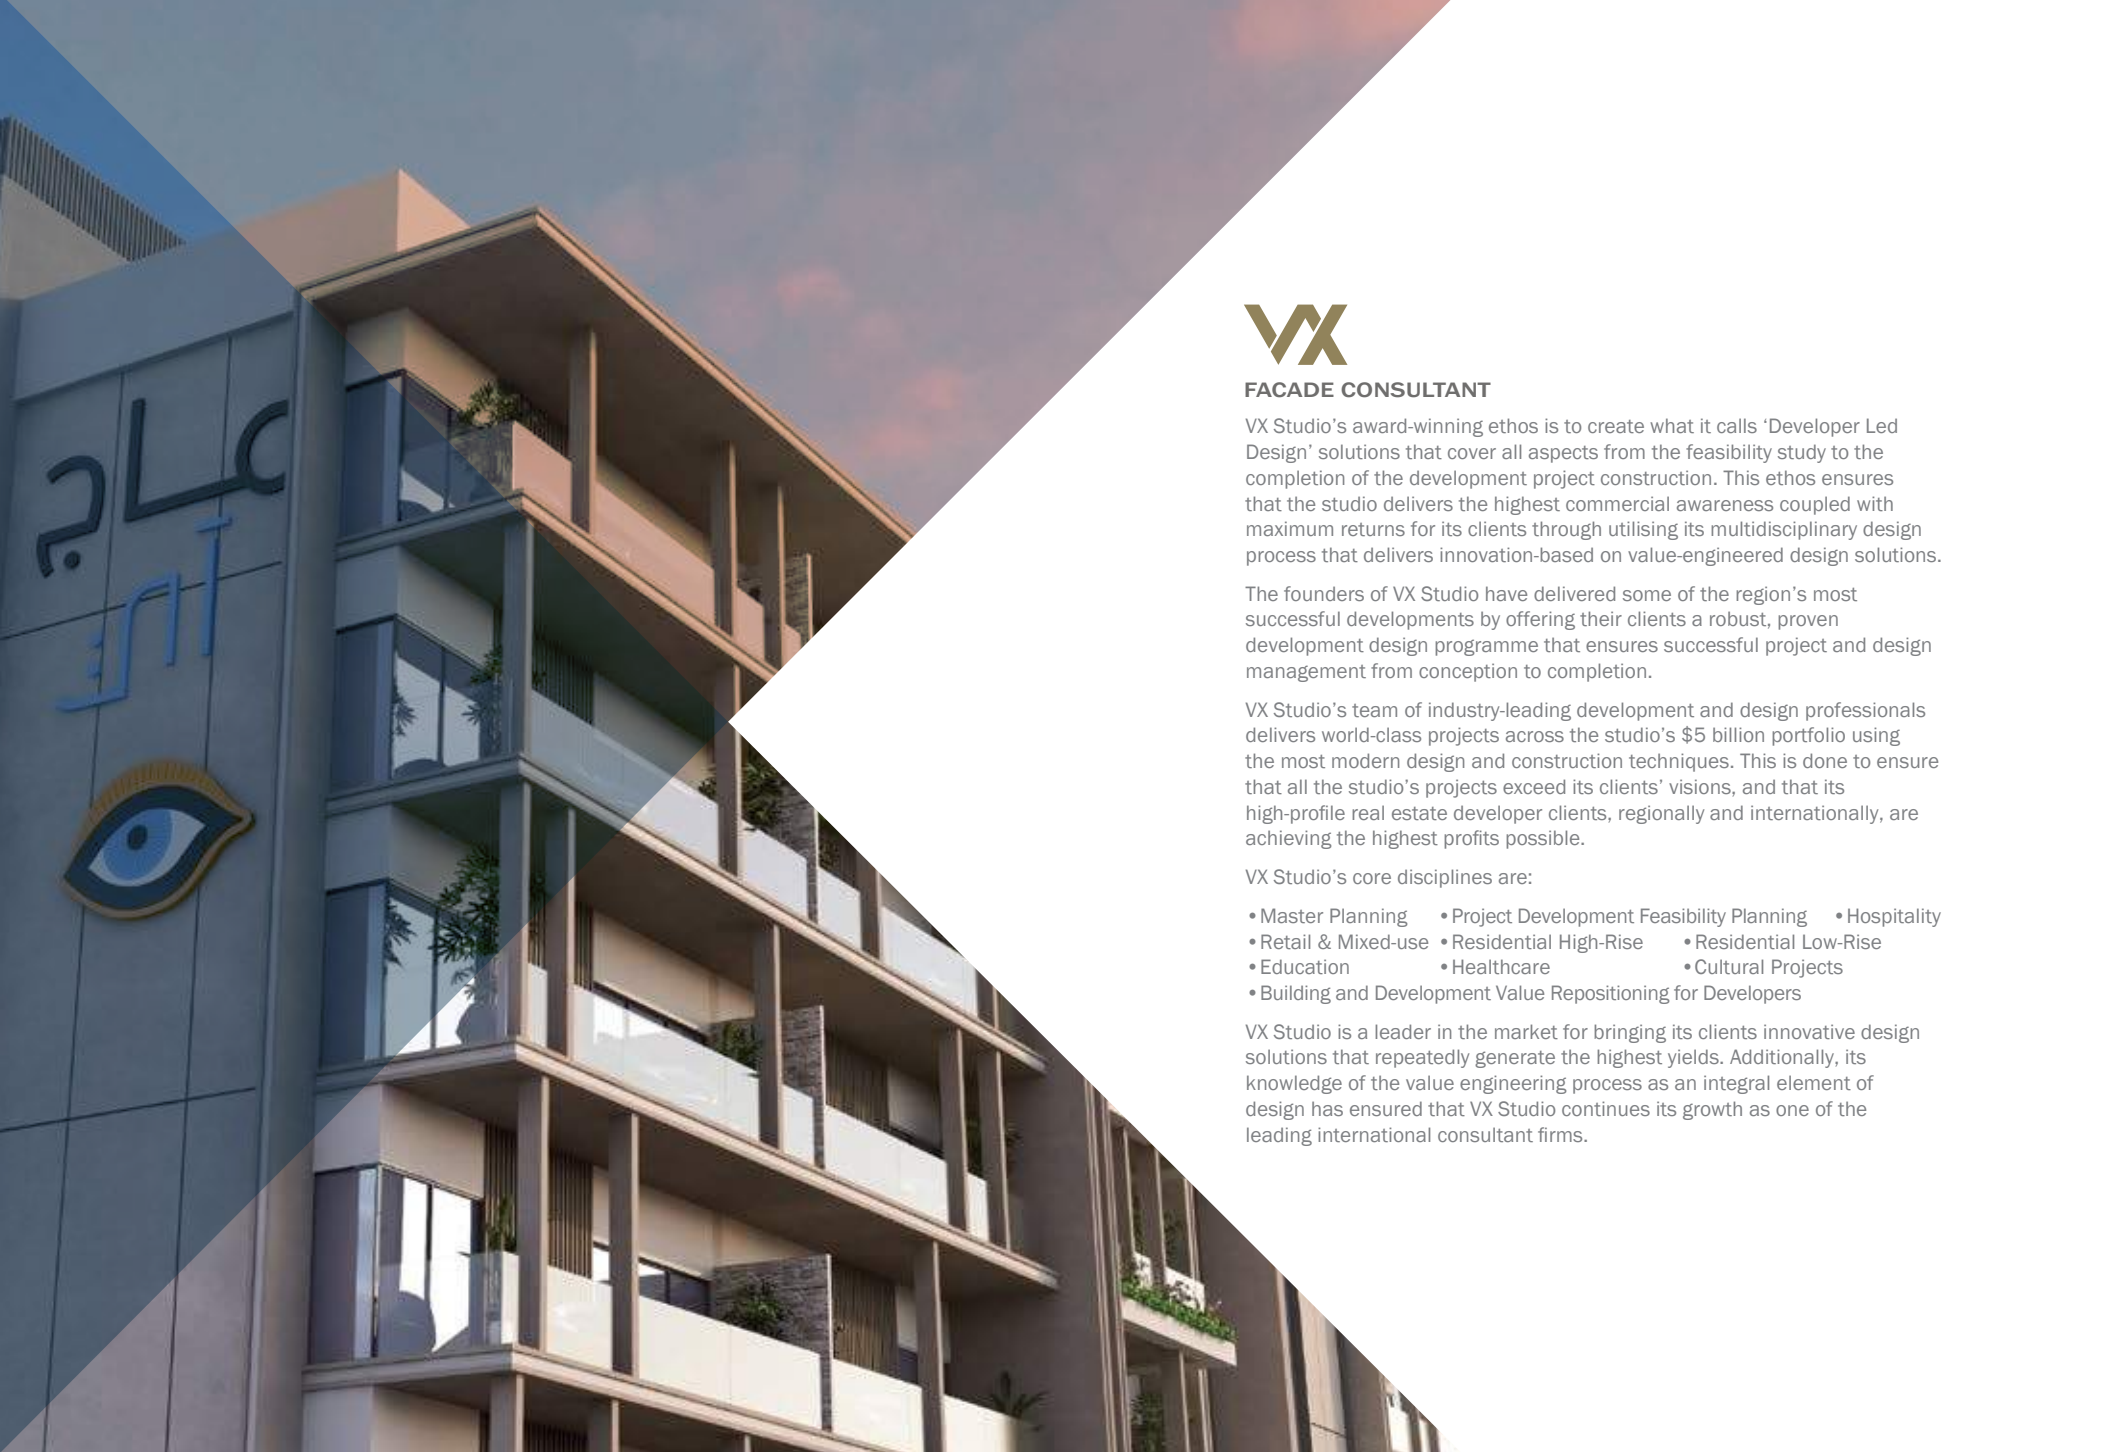 عاج
VX
FACADE CONSULTANT
VX Studio’s award-winning ethos is to create what it calls ‘Developer Led
Design’ solutions that cover all aspects from the feasibility study to the
completion of the development project construction. This ethos ensures
that the studio delivers the highest commercial awareness coupled with
maximum returns for its clients through utilising its multidisciplinary design
process that delivers innovation-based on value-engineered design solutions.
The founders of VX Studio have delivered some of the region’s most
successful developments by offering their clients a robust, proven
development design programme that ensures successful project and design
management from conception to completion.
VX Studio’s team of industry-leading development and design professionals
delivers world-class projects across the studio’s $5 billion portfolio using
the most modern design and construction techniques. This is done to ensure
that all the studio’s projects exceed its clients’ visions, and that its
high-profile real estate developer clients, regionally and internationally, are
achieving the highest profits possible.
VX Studio’s core disciplines are:
• Master Planning • Project Development Feasibility Planning • Hospitality
• Retail & Mixed-use • Residential High-Rise • Residential Low-Rise
• Education • Healthcare • Cultural Projects
• Building and Development Value Repositioning for Developers
VX Studio is a leader in the market for bringing its clients innovative design
solutions that repeatedly generate the highest yields. Additionally, its
knowledge of the value engineering process as an integral element of
design has ensured that VX Studio continues its growth as one of the
leading international consultant firms.